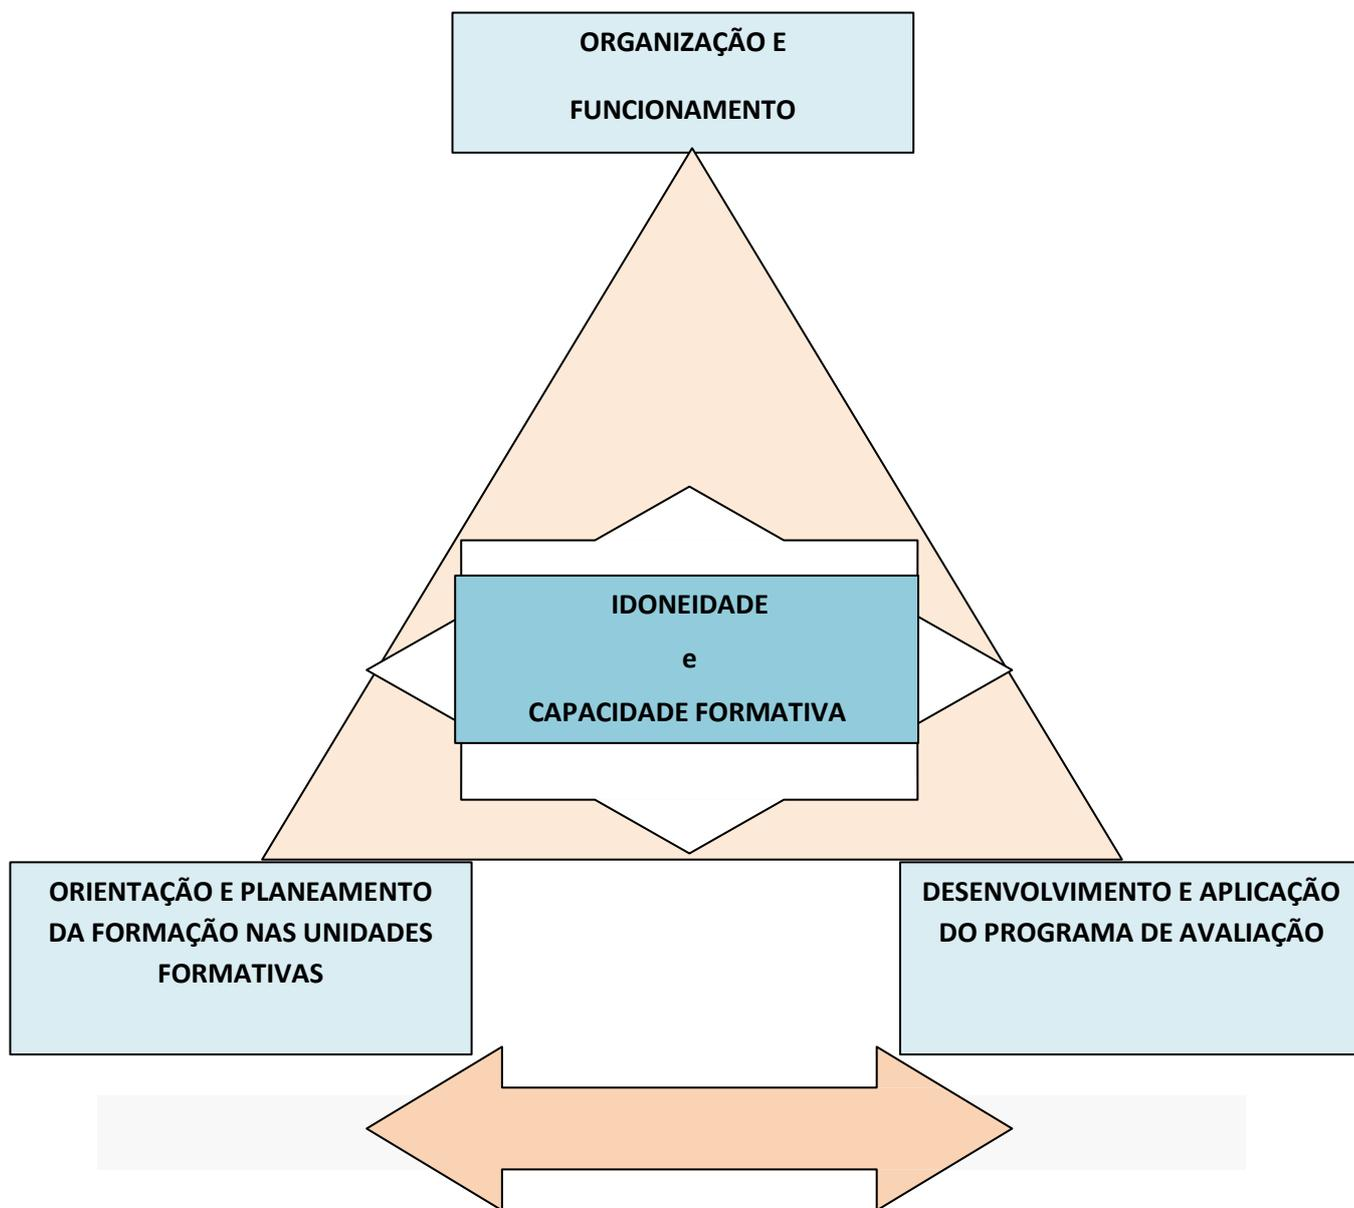 ORGANIZAÇÃO E
FUNCIONAMENTO
IDONEIDADE
e
CAPACIDADE FORMATIVA
ORIENTAÇÃO E PLANEAMENTO
DA FORMAÇÃO NAS UNIDADES
FORMATIVAS
DESENVOLVIMENTO E APLICAÇÃO
DO PROGRAMA DE AVALIAÇÃO